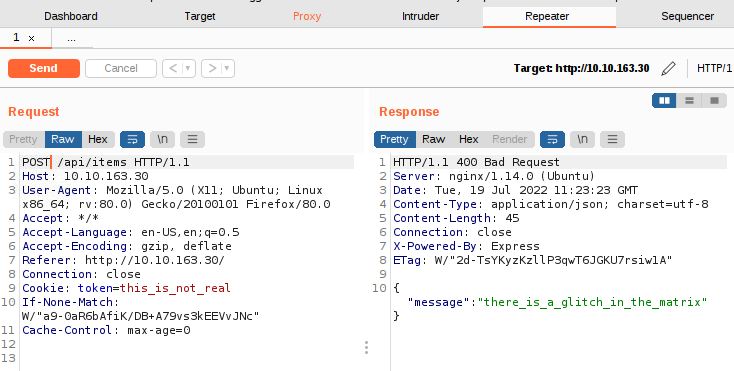 Dashboard Target Proxy Intruder Repeater Sequencer
1 × ...
Send Cancel < > Target: http://10.10.163.30 HTTP/1
Request
Pretty Raw Hex \n
1 POST /api/items HTTP/1.1
2 Host: 10.10.163.30
3 User-Agent: Mozilla/5.0 (X11; Ubuntu; Linux
x86_64; rv:80.0) Gecko/20100101 Firefox/80.0
4 Accept: */*
5 Accept-Language: en-US,en;q=0.5
6 Accept-Encoding: gzip, deflate
7 Referer: http://10.10.163.30/
8 Connection: close
9 Cookie: token=this_is_not_real
10 If-None-Match:
W/"a9-0aR6bAfiK/DB+A79vs3kEEVvJNc"
11 Cache-Control: max-age=0
12
13
Response
Pretty Raw Hex Render \n
1 HTTP/1.1 400 Bad Request
2 Server: nginx/1.14.0 (Ubuntu)
3 Date: Tue, 19 Jul 2022 11:23:23 GMT
4 Content-Type: application/json; charset=utf-8
5 Content-Length: 45
6 Connection: close
7 X-Powered-By: Express
8 ETag: W/"2d-TsYKyzKzllP3qwT6JGKU7rsiw1A"
9
10 {
"message":"there_is_a_glitch_in_the_matrix"
}